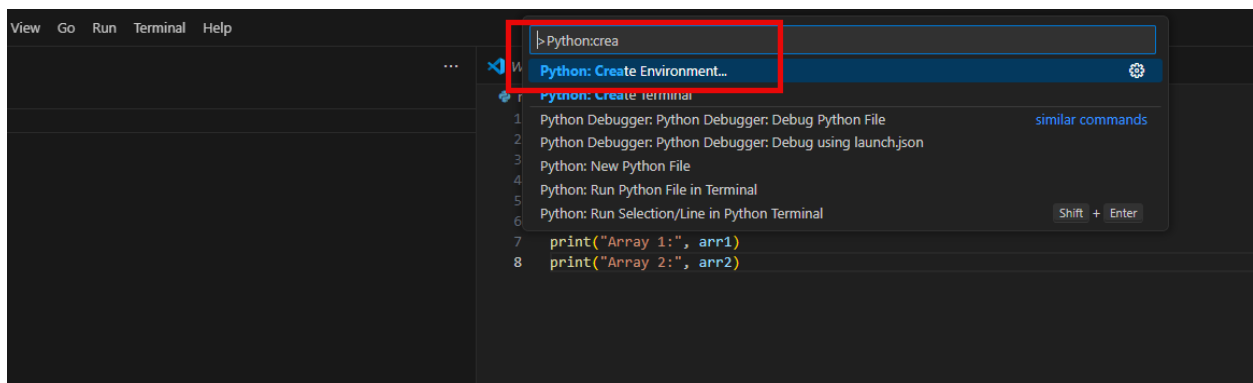 View Go Run Terminal Help
>Python:crea
Python: Create Environment...
Python: Create Terminal
1
Python Debugger: Python Debugger: Debug Python File similar commands
2
Python Debugger: Python Debugger: Debug using launch.json
3
Python: New Python File
4
Python: Run Python File in Terminal
5
Python: Run Selection/Line in Python Terminal Shift + Enter
6
7 print("Array 1:", arr1)
8 print("Array 2:", arr2)